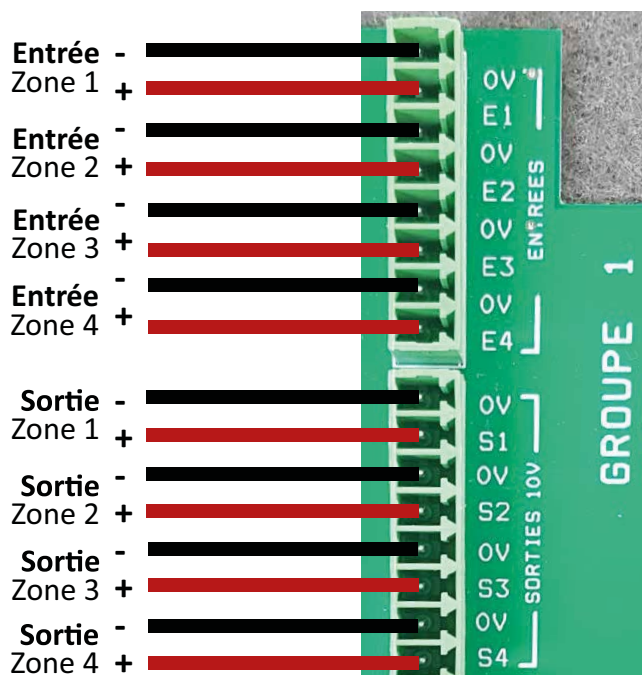 Entrée -
Zone 1 +
Entrée -
Zone 2 +
Entrée -
Zone 3 +
Entrée -
Zone 4 +
Sortie -
Zone 1 +
Sortie -
Zone 2 +
Sortie -
Zone 3 +
Sortie -
Zone 4 +
0V
E1
0V
E2
0V
E3
0V
E4
ENTREES
0V
S1
0V
S2
0V
S3
0V
S4
SORTIES 10V
GROUPE 1